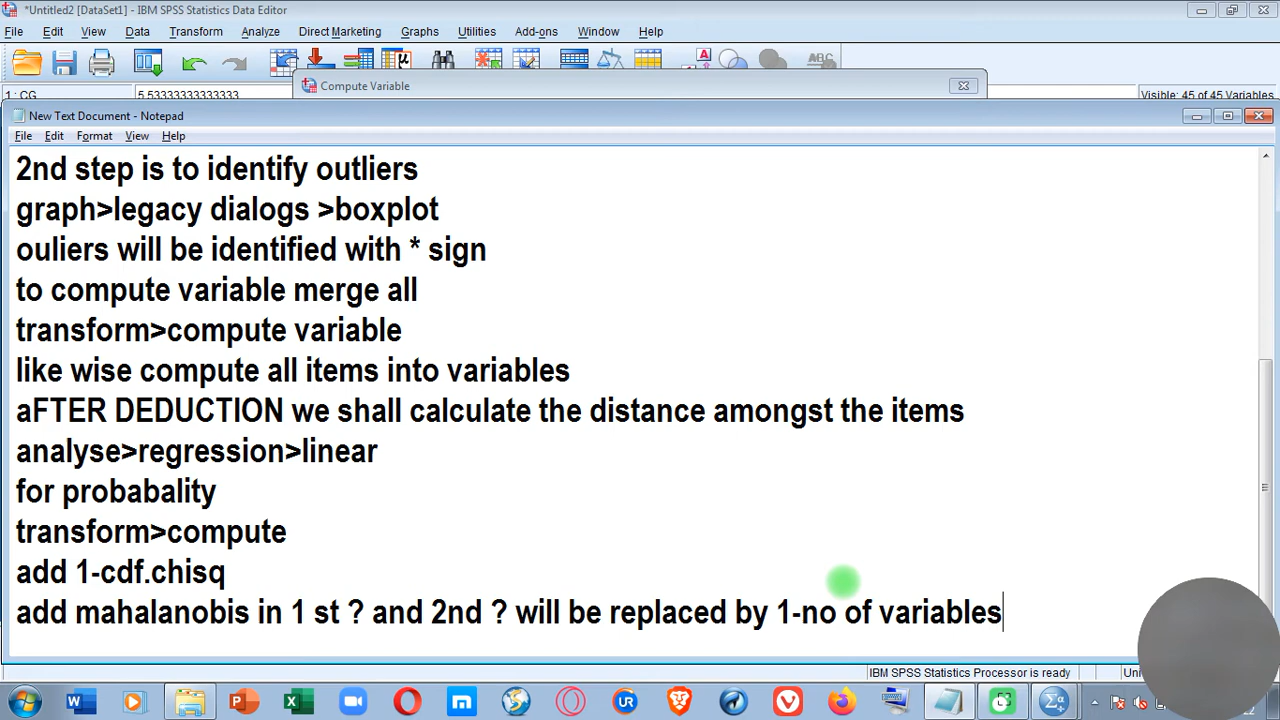 *Untitled2 [DataSet1] - IBM SPSS Statistics Data Editor
File Edit View Data Transform Analyze Direct Marketing Graphs Utilities Add-ons Window Help
Compute Variable
1 : CG 5.53333333333333 Visible: 45 of 45 Variables
New Text Document - Notepad
File Edit Format View Help
2nd step is to identify outliers
graph>legacy dialogs >boxplot
ouliers will be identified with * sign
to compute variable merge all
transform>compute variable
like wise compute all items into variables
aFTER DEDUCTION we shall calculate the distance amongst the items
analyse>regression>linear
for probabality
transform>compute
add 1-cdf.chisq
add mahalanobis in 1 st ? and 2nd ? will be replaced by 1-no of variables
IBM SPSS Statistics Processor is ready